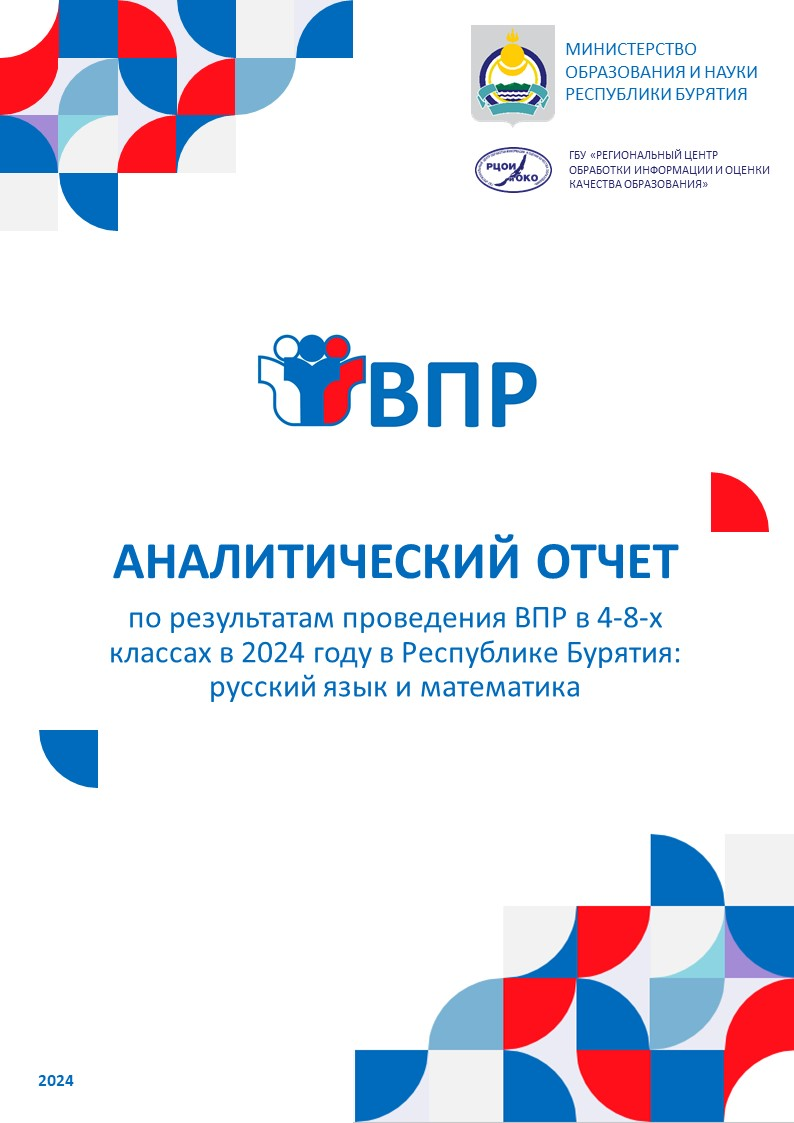 МИНИСТЕРСТВО
ОБРАЗОВАНИЯ И НАУКИ
РЕСПУБЛИКИ БУРЯТИЯ
РЦОИ
ОКО
ГБУ «РЕГИОНАЛЬНЫЙ ЦЕНТР
ОБРАБОТКИ ИНФОРМАЦИИ И ОЦЕНКИ
КАЧЕСТВА ОБРАЗОВАНИЯ»
ВПР
АНАЛИТИЧЕСКИЙ ОТЧЕТ
по результатам проведения ВПР в 4-8-х
классах в 2024 году в Республике Бурятия:
русский язык и математика
2024